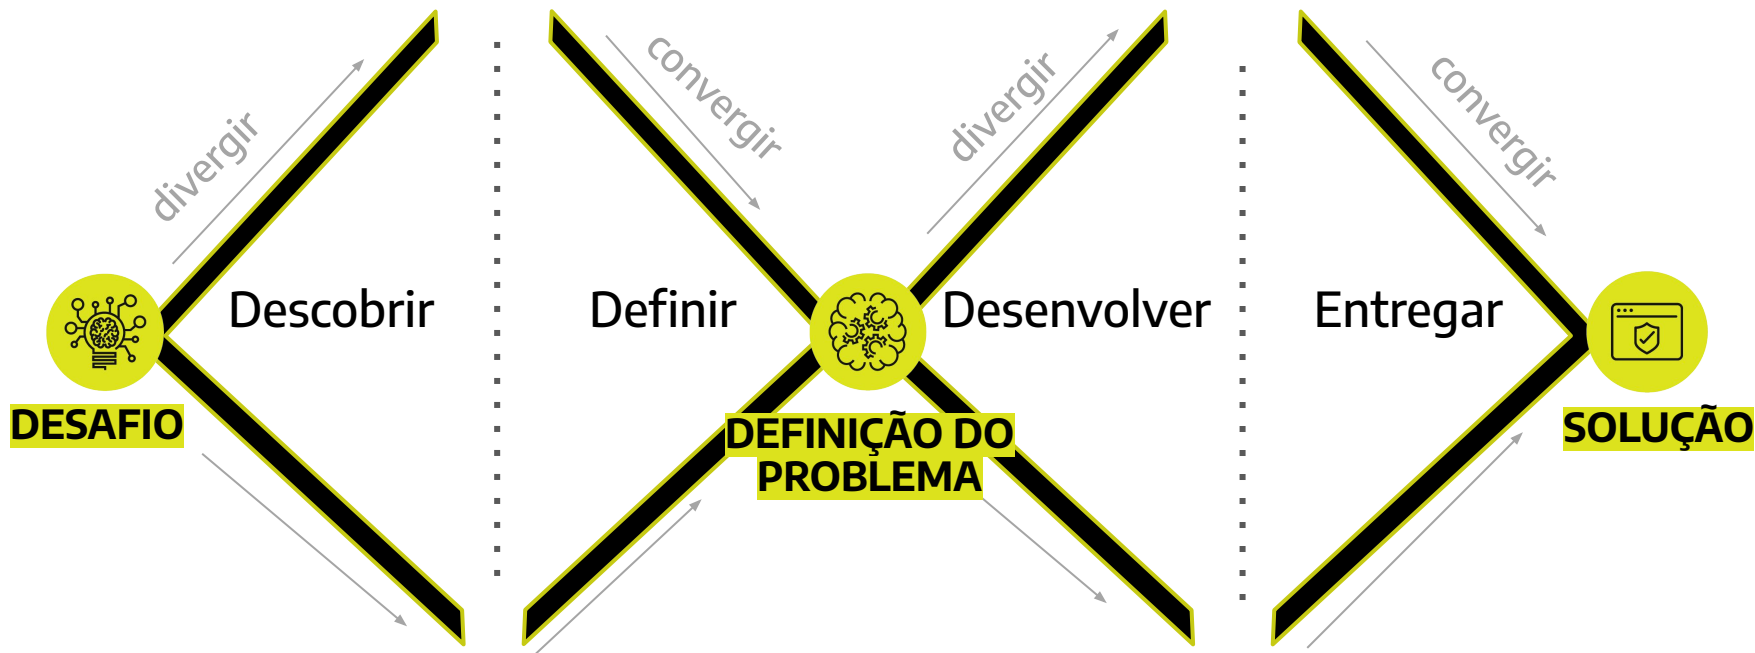 divergir
convergir
divergir
convergir
Descobrir
Definir
Desenvolver
Entregar
DESAFIO
DEFINIÇÃO DO
PROBLEMA
SOLUÇÃO